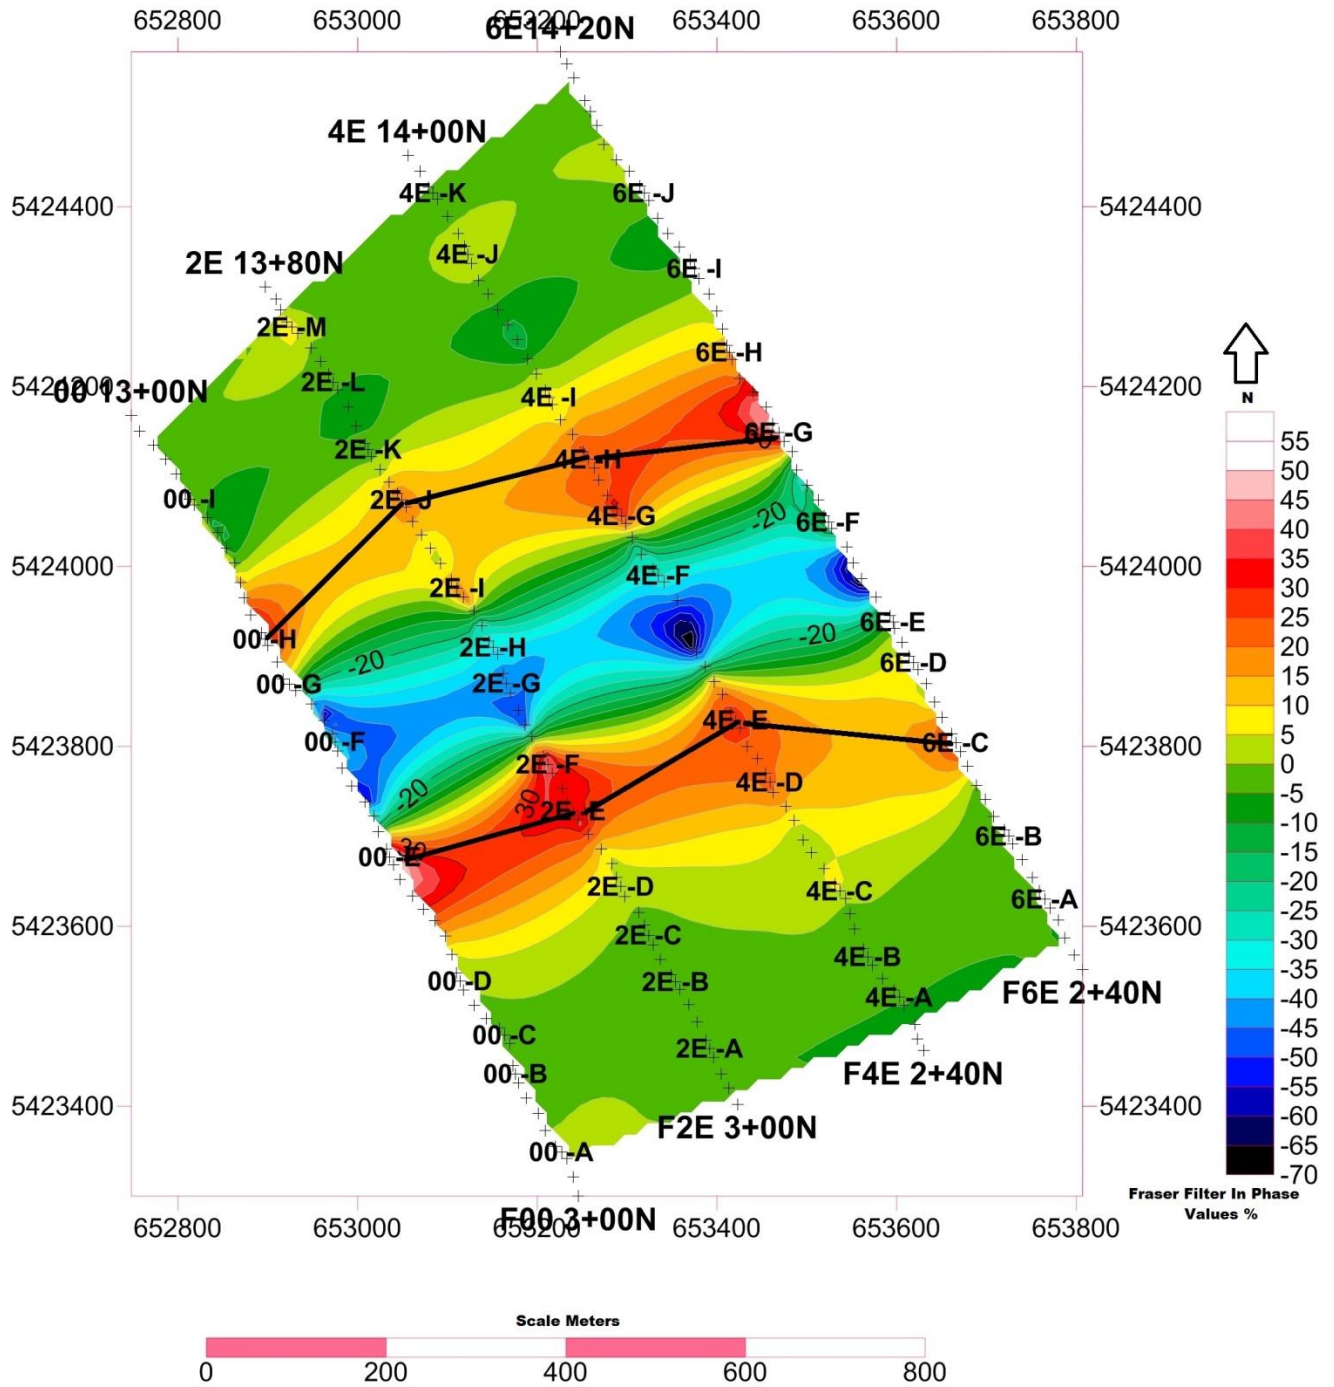 652800 653000 653200 653400 653600 653800
6E14+20N
4E 14+00N
4E -K
6E -J
5424400 5424400
4E -J
2E 13+80N
6E -I
2E -M
6E -H
2E -L
5424200 5424200
00 13+00N
4E -I
6E -G
2E -K
4E -H
2E -J
00 -I
4E -G
-20
6E -F
5424000 5424000
4E -F
2E -I
6E -E
-20
00 -H
2E -H
-20
6E -D
00 -G
2E -G
4E -E
00 -F
6E -C
5423800 5423800
2E -F
4E -D
-20
30
2E -E
6E -B
30
00 -E
2E -D
4E -C
6E -A
5423600 5423600
2E -C
4E -B
00 -D
2E -B
4E -A
F6E 2+40N
00 -C
2E -A
00 -B
F4E 2+40N
5423400 5423400
F2E 3+00N
00 -A
F00 3+00N
652800 653000 653200 653400 653600 653800
N
55
50
45
40
35
30
25
20
15
10
5
0
-5
-10
-15
-20
-25
-30
-35
-40
-45
-50
-55
-60
-65
-70
Fraser Filter In Phase
Values %
Scale Meters
0 200 400 600 800